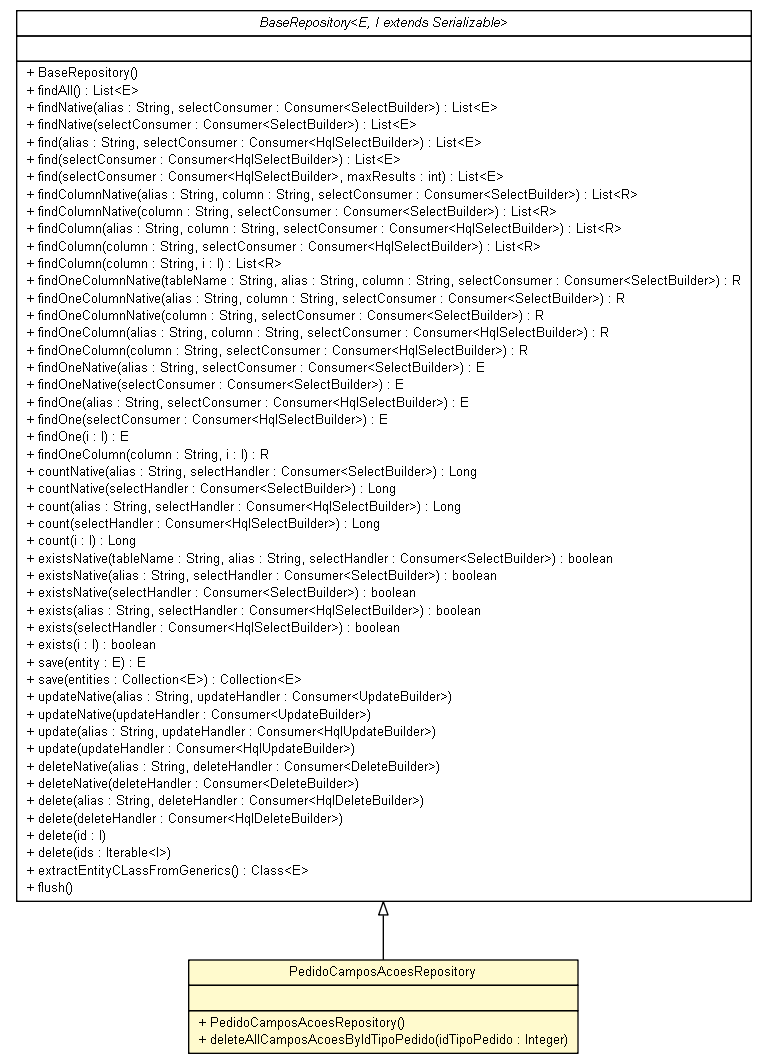 BaseRepository<E, I extends Serializable>
+ BaseRepository()
+ findAll() : List<E>
+ findNative(alias : String, selectConsumer : Consumer<SelectBuilder>) : List<E>
+ findNative(selectConsumer : Consumer<SelectBuilder>) : List<E>
+ find(alias : String, selectConsumer : Consumer<HqlSelectBuilder>) : List<E>
+ find(selectConsumer : Consumer<HqlSelectBuilder>) : List<E>
+ find(selectConsumer : Consumer<HqlSelectBuilder>, maxResults : int) : List<E>
+ findColumnNative(alias : String, column : String, selectConsumer : Consumer<SelectBuilder>) : List<R>
+ findColumnNative(column : String, selectConsumer : Consumer<SelectBuilder>) : List<R>
+ findColumn(alias : String, column : String, selectConsumer : Consumer<HqlSelectBuilder>) : List<R>
+ findColumn(column : String, selectConsumer : Consumer<HqlSelectBuilder>) : List<R>
+ findColumn(column : String, i : I) : List<R>
+ findOneColumnNative(tableName : String, alias : String, column : String, selectConsumer : Consumer<SelectBuilder>) : R
+ findOneColumnNative(alias : String, column : String, selectConsumer : Consumer<SelectBuilder>) : R
+ findOneColumnNative(column : String, selectConsumer : Consumer<SelectBuilder>) : R
+ findOneColumn(alias : String, column : String, selectConsumer : Consumer<HqlSelectBuilder>) : R
+ findOneColumn(column : String, selectConsumer : Consumer<HqlSelectBuilder>) : R
+ findOneNative(alias : String, selectConsumer : Consumer<SelectBuilder>) : E
+ findOneNative(selectConsumer : Consumer<SelectBuilder>) : E
+ findOne(alias : String, selectConsumer : Consumer<HqlSelectBuilder>) : E
+ findOne(selectConsumer : Consumer<HqlSelectBuilder>) : E
+ findOne(i : I) : E
+ findOneColumn(column : String, i : I) : R
+ countNative(alias : String, selectHandler : Consumer<SelectBuilder>) : Long
+ countNative(selectHandler : Consumer<SelectBuilder>) : Long
+ count(alias : String, selectHandler : Consumer<HqlSelectBuilder>) : Long
+ count(selectHandler : Consumer<HqlSelectBuilder>) : Long
+ count(i : I) : Long
+ existsNative(tableName : String, alias : String, selectHandler : Consumer<SelectBuilder>) : boolean
+ existsNative(alias : String, selectHandler : Consumer<SelectBuilder>) : boolean
+ existsNative(selectHandler : Consumer<SelectBuilder>) : boolean
+ exists(alias : String, selectHandler : Consumer<HqlSelectBuilder>) : boolean
+ exists(selectHandler : Consumer<HqlSelectBuilder>) : boolean
+ exists(i : I) : boolean
+ save(entity : E) : E
+ save(entities : Collection<E>) : Collection<E>
+ updateNative(alias : String, updateHandler : Consumer<UpdateBuilder>)
+ updateNative(updateHandler : Consumer<UpdateBuilder>)
+ update(alias : String, updateHandler : Consumer<HqlUpdateBuilder>)
+ update(updateHandler : Consumer<HqlUpdateBuilder>)
+ deleteNative(alias : String, deleteHandler : Consumer<DeleteBuilder>)
+ deleteNative(deleteHandler : Consumer<DeleteBuilder>)
+ delete(alias : String, deleteHandler : Consumer<HqlDeleteBuilder>)
+ delete(deleteHandler : Consumer<HqlDeleteBuilder>)
+ delete(id : I)
+ delete(ids : Iterable<I>)
+ extractEntityCLassFromGenerics() : Class<E>
+ flush()
PedidoCamposAcoesRepository
+ PedidoCamposAcoesRepository()
+ deleteAllCamposAcoesByIdTipoPedido(idTipoPedido : Integer)